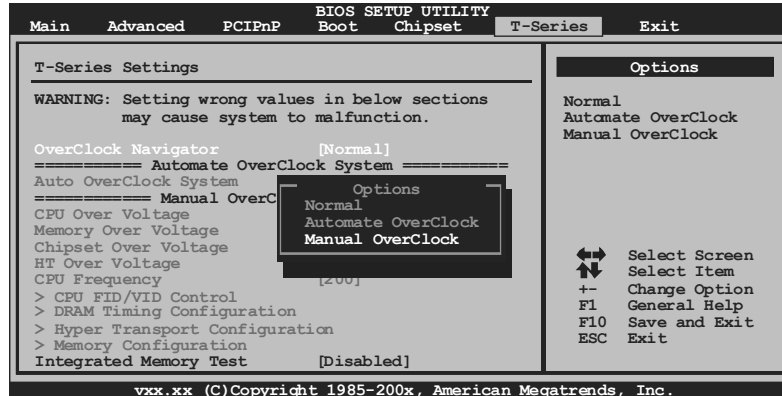 BIOS SETUP UTILITY
Main Advanced PCIPnP Boot Chipset T-Series Exit
T-Series Settings
WARNING: Setting wrong values in below sections
may cause system to malfunction.
OverClock Navigator [Normal]
=========== Automate OverClock System ===========
Auto OverClock System
============ Manual OverC
CPU Over Voltage
Memory Over Voltage
Chipset Over Voltage
HT Over Voltage
CPU Frequency [200]
> CPU FID/VID Control
> DRAM Timing Configuration
> Hyper Transport Configuration
> Memory Configuration
Integrated Memory Test [Disabled]
Options
Normal
Automate OverClock
Manual OverClock
Options
Normal
Automate OverClock
Manual OverClock
Select Screen
Select Item
+- Change Option
F1 General Help
F10 Save and Exit
ESC Exit
vxx.xx (C)Copyright 1985-200x, American Megatrends, Inc.